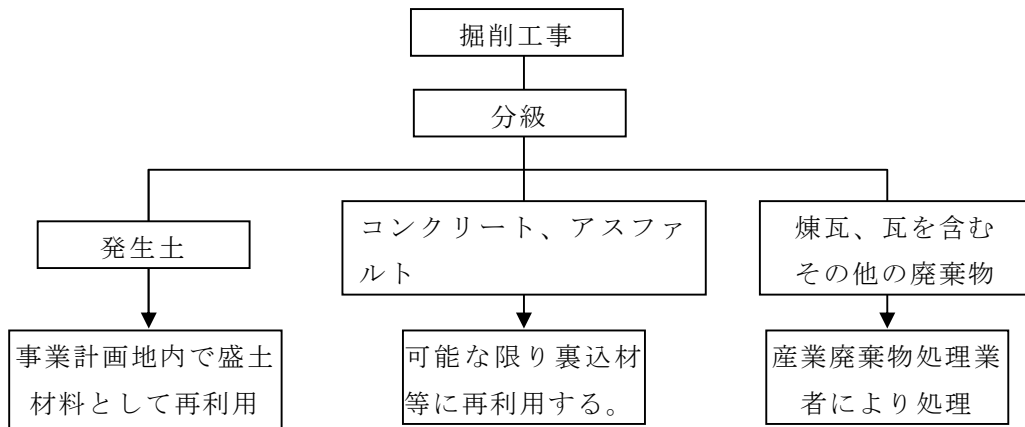 掘削工事
分級
発生土
コンクリート、アスファ
ルト
煉瓦、瓦を含む
その他の廃棄物
事業計画地内で盛土
材料として再利用
可能な限り裏込材
等に再利用する。
産業廃棄物処理業
者により処理